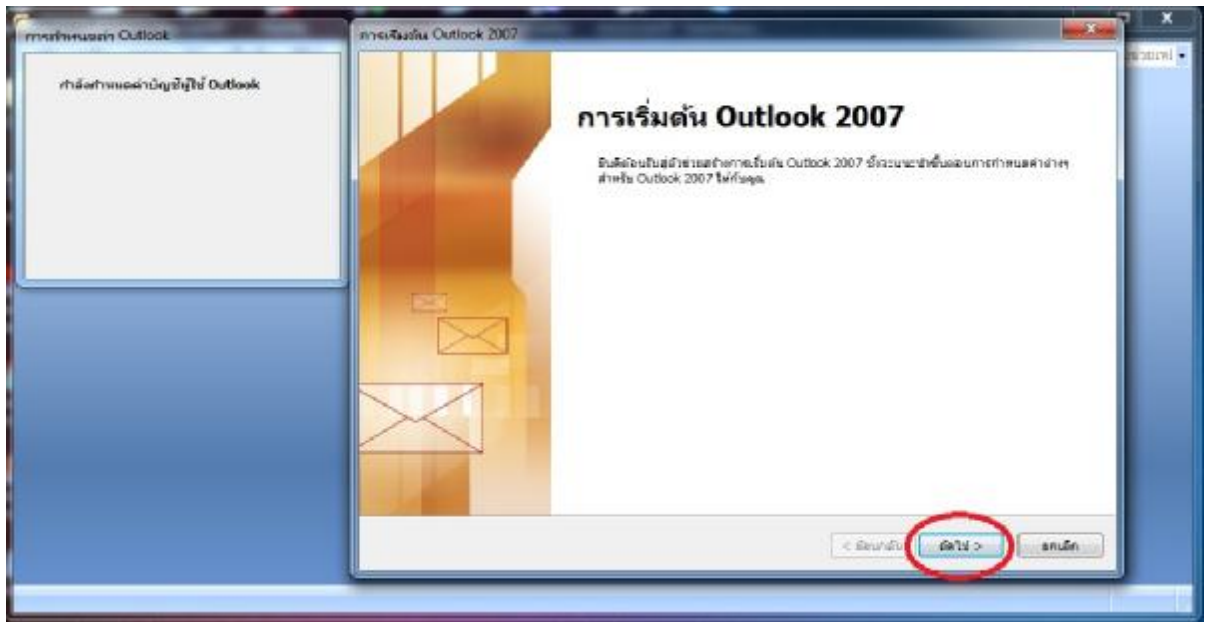 การกำหนดค่า Outlook
กำลังกำหนดค่าบัญชีผู้ใช้ Outlook
การเริ่มต้น Outlook 2007
การเริ่มต้น Outlook 2007
ยินดีต้อนรับสู่ตัวช่วยสร้างการเริ่มต้น Outlook 2007 ซึ่งจะแนะนำขั้นตอนการกำหนดค่าต่างๆ
สำหรับ Outlook 2007 ให้กับคุณ
< ย้อนกลับ
ถัดไป >
ยกเลิก